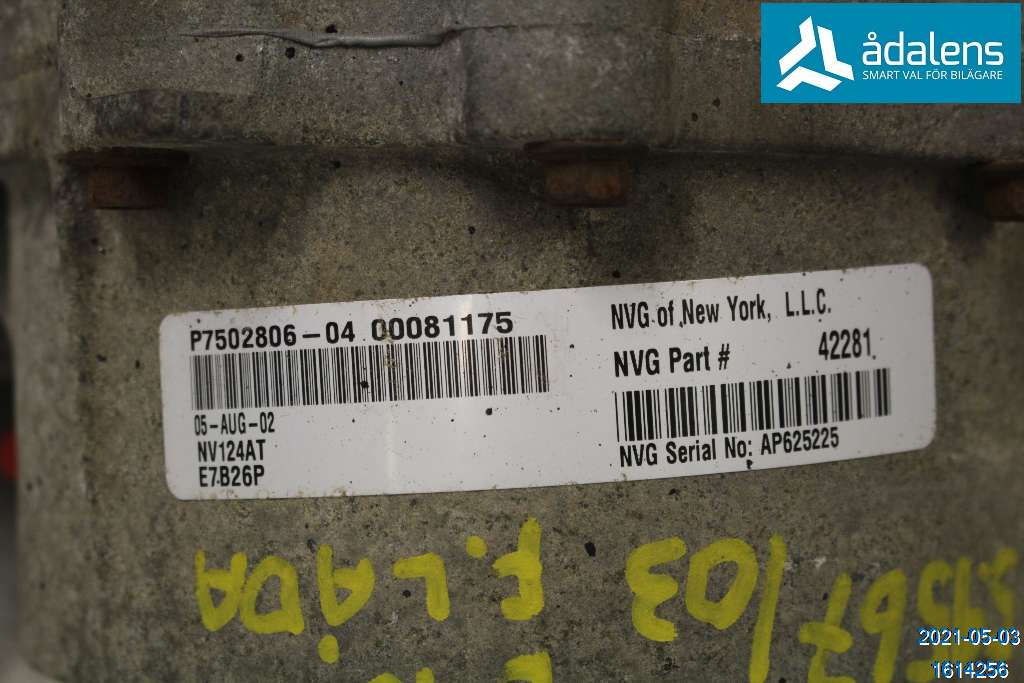 ådalens
SMART VAL FÖR BILÄGARE
P7502806-04 00081175
05-AUG-02
NV124AT
E7B26P
NVG of New York, L.L.C.
NVG Part # 42281
NVG Serial No: AP625225
F. LÅDA
/03
2021-05-03
1614256